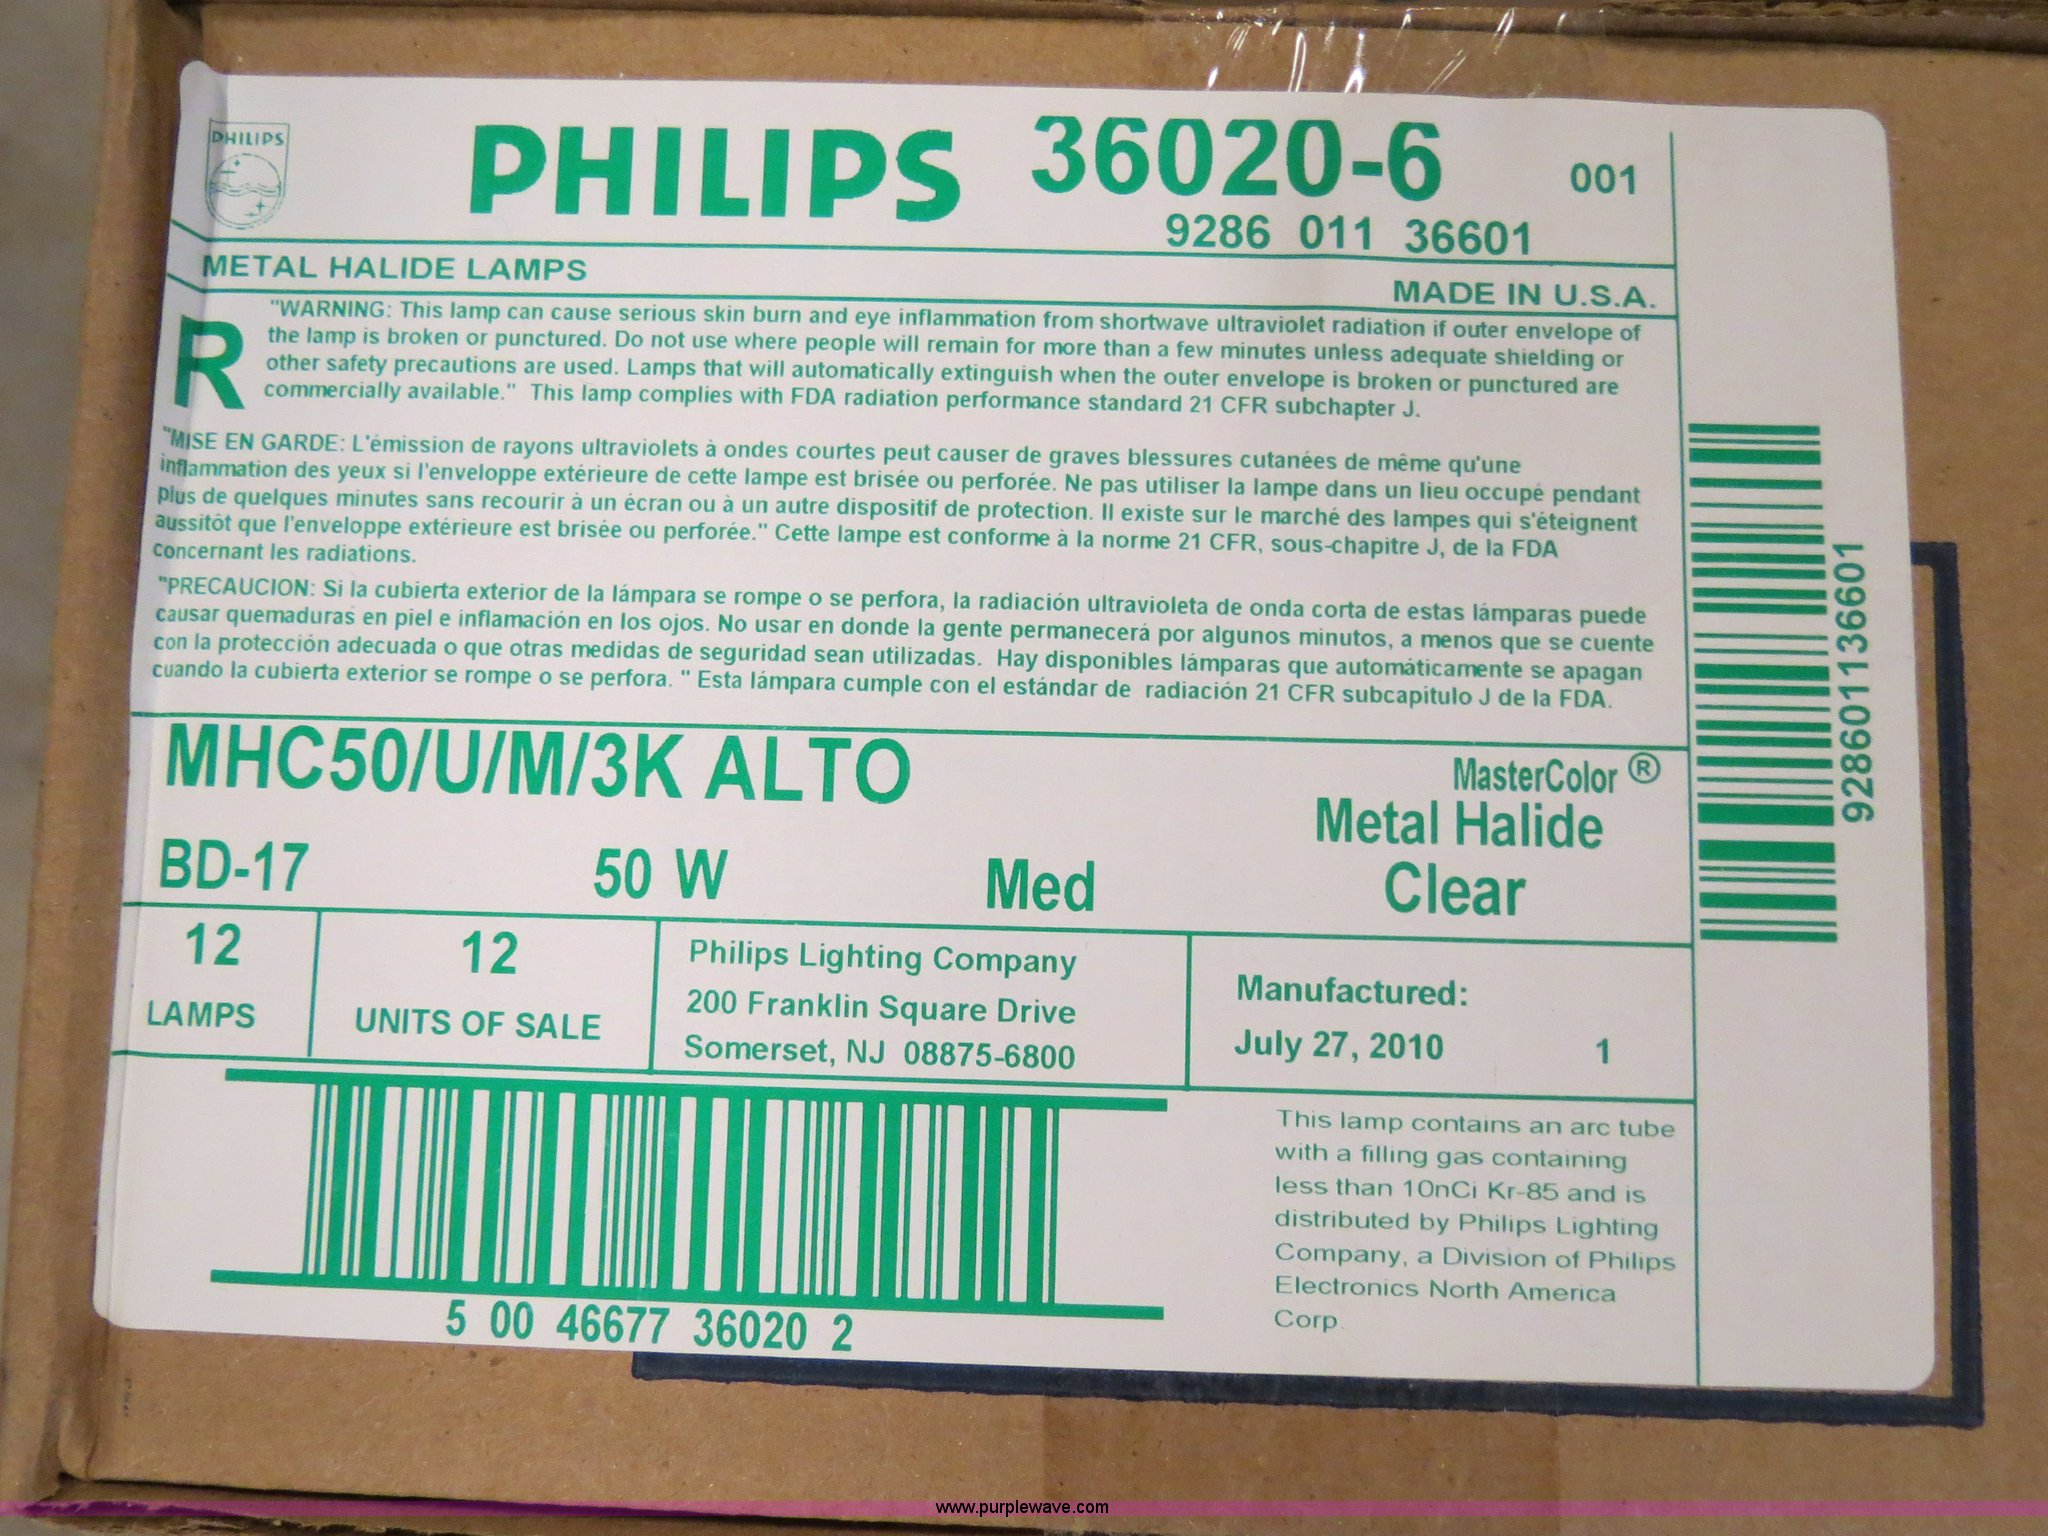 PHILIPS
PHILIPS 36020-6 001
9286 011 36601
METAL HALIDE LAMPS
MADE IN U.S.A.
R
"WARNING: This lamp can cause serious skin burn and eye inflammation from shortwave ultraviolet radiation if outer envelope of
the lamp is broken or punctured. Do not use where people will remain for more than a few minutes unless adequate shielding or
other safety precautions are used. Lamps that will automatically extinguish when the outer envelope is broken or punctured are
commercially available." This lamp complies with FDA radiation performance standard 21 CFR subchapter J.
"MISE EN GARDE: L'émission de rayons ultraviolets à ondes courtes peut causer de graves blessures cutanées de même qu'une
inflammation des yeux si l'enveloppe extérieure de cette lampe est brisée ou perforée. Ne pas utiliser la lampe dans un lieu occupé pendant
plus de quelques minutes sans recourir à un écran ou à un autre dispositif de protection. Il existe sur le marché des lampes qui s'éteignent
aussitôt que l'enveloppe extérieure est brisée ou perforée." Cette lampe est conforme à la norme 21 CFR, sous-chapitre J, de la FDA
concernant les radiations.
"PRECAUCION: Si la cubierta exterior de la lámpara se rompe o se perfora, la radiación ultravioleta de onda corta de estas lámparas puede
causar quemaduras en piel e inflamación en los ojos. No usar en donde la gente permanecerá por algunos minutos, a menos que se cuente
con la protección adecuada o que otras medidas de seguridad sean utilizadas. Hay disponibles lámparas que automáticamente se apagan
cuando la cubierta exterior se rompe o se perfora. " Esta lámpara cumple con el estándar de radiación 21 CFR subcapitulo J de la FDA.
MHC50/U/M/3K ALTO
MasterColor ®
Metal Halide
Clear
BD-17 50 W Med
12
LAMPS
12
UNITS OF SALE
Philips Lighting Company
200 Franklin Square Drive
Somerset, NJ 08875-6800
Manufactured:
July 27, 2010 1
This lamp contains an arc tube
with a filling gas containing
less than 10nCi Kr-85 and is
distributed by Philips Lighting
Company, a Division of Philips
Electronics North America
Corp.
5 00 46677 36020 2
928601136601
www.purplewave.com